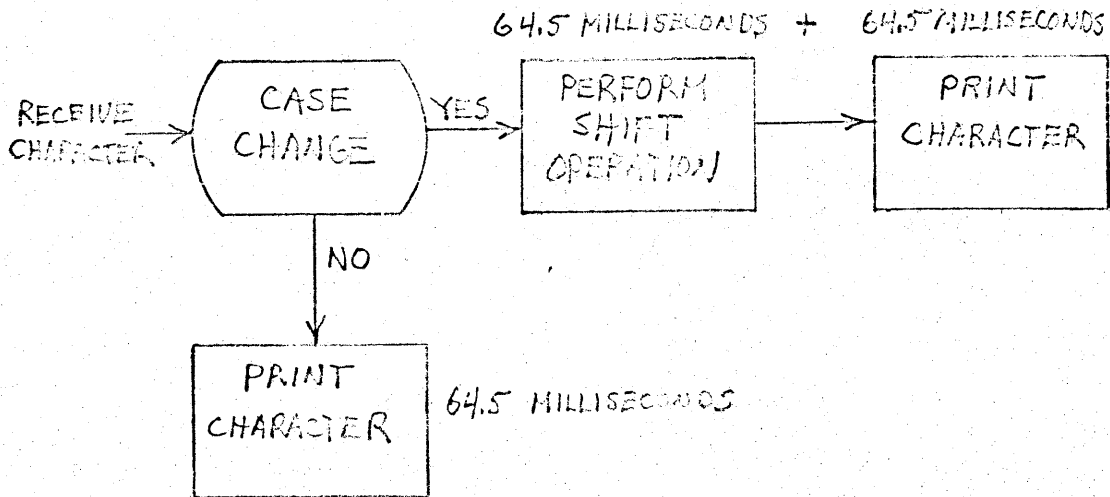 64.5 MILLISECONDS + 64.5 MILLISECONDS
RECEIVE
CHARACTER
CASE
CHANGE
YES
PERFORM
SHIFT
OPERATION
PRINT
CHARACTER
NO
PRINT
CHARACTER
64.5 MILLISECONDS